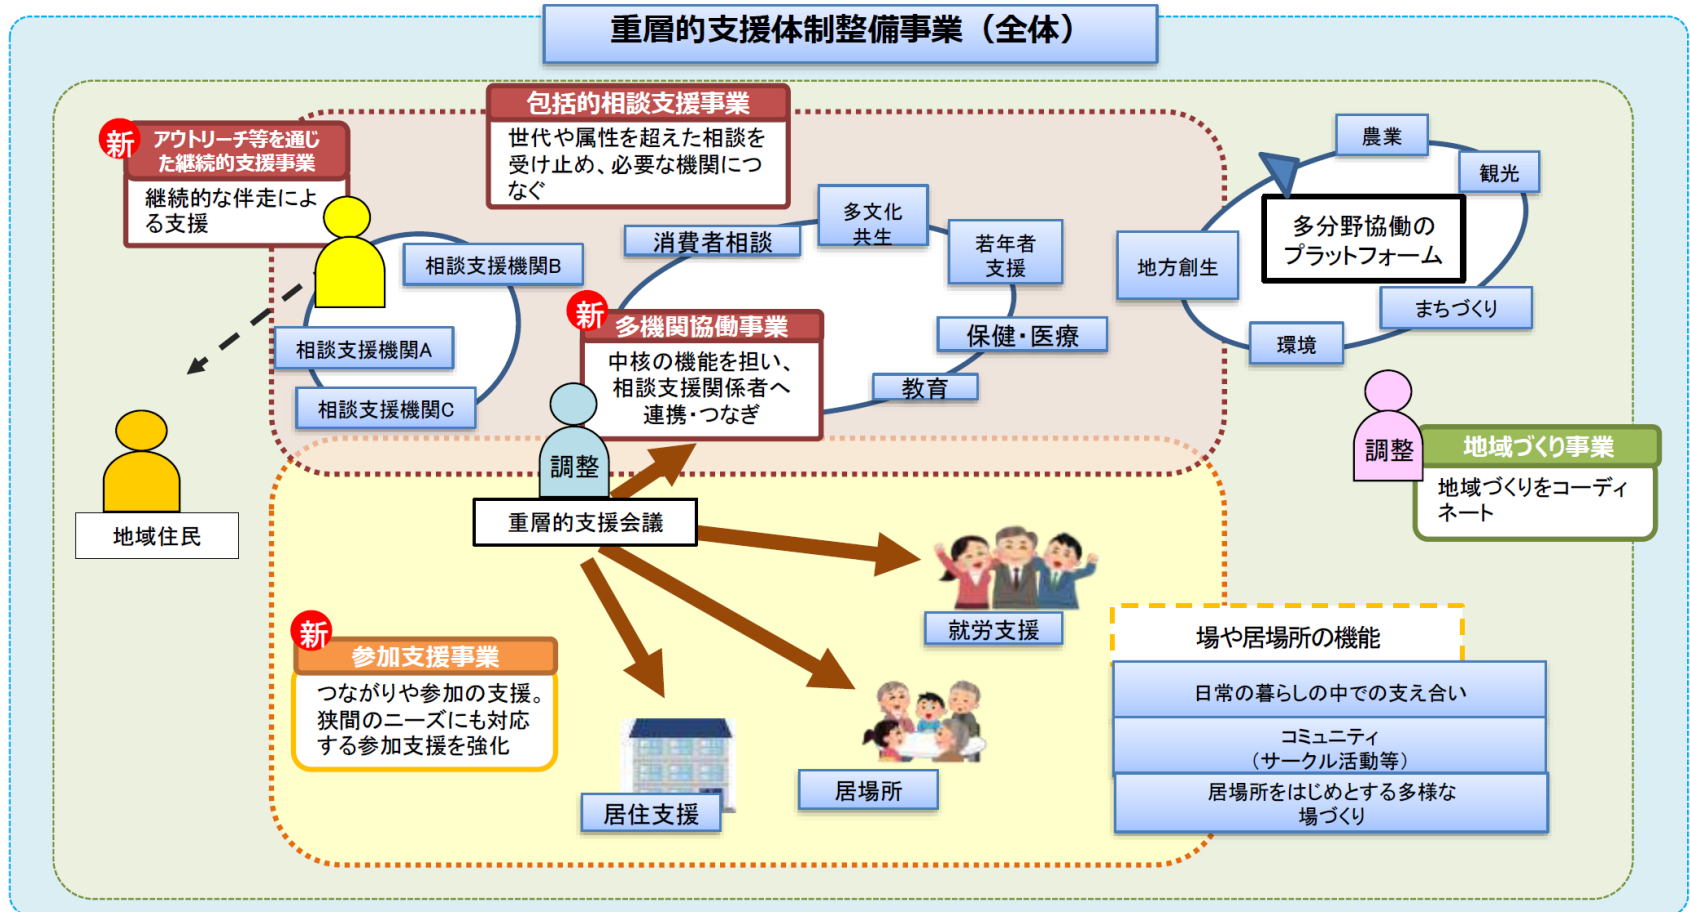 重層的支援体制整備事業（全体）
包括的相談支援事業
世代や属性を超えた相談を
受け止め、必要な機関につ
なぐ
新
アウトリーチ等を通じ
た継続的支援事業
継続的な伴走によ
る支援
相談支援機関B
相談支援機関A
相談支援機関C
消費者相談
多文化
共生
若年者
支援
保健・医療
教育
新
多機関協働事業
中核の機能を担い、
相談支援関係者へ
連携・つなぎ
農業
観光
多分野協働の
プラットフォーム
地方創生
まちづくり
環境
調整
地域づくり事業
地域づくりをコーディ
ネート
地域住民
調整
重層的支援会議
新
参加支援事業
つながりや参加の支援。
狭間のニーズにも対応
する参加支援を強化
就労支援
居場所
居住支援
場や居場所の機能
日常の暮らしの中での支え合い
コミュニティ
（サークル活動等）
居場所をはじめとする多様な
場づくり